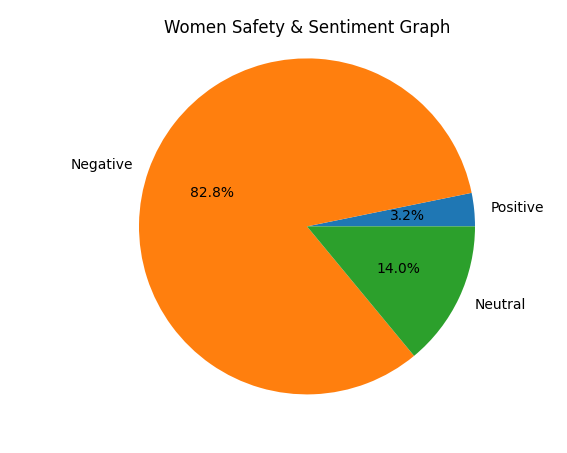 Women Safety & Sentiment Graph
Negative
82.8%
Positive
3.2%
14.0%
Neutral